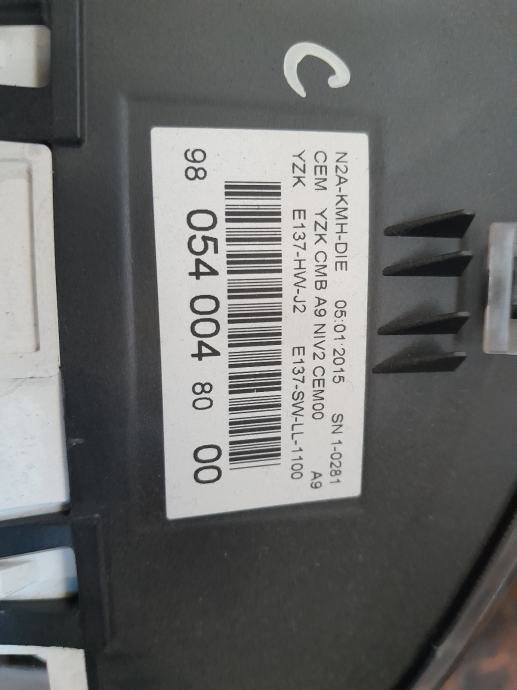 C
N2A-KMH-DIE 05:01:2015 SN 1-0281
CEM YZK CMB A9 NIV2 CEM00 A9
YZK E137-HW-J2 E137-SW-LL-1100
98 054 004 80 00